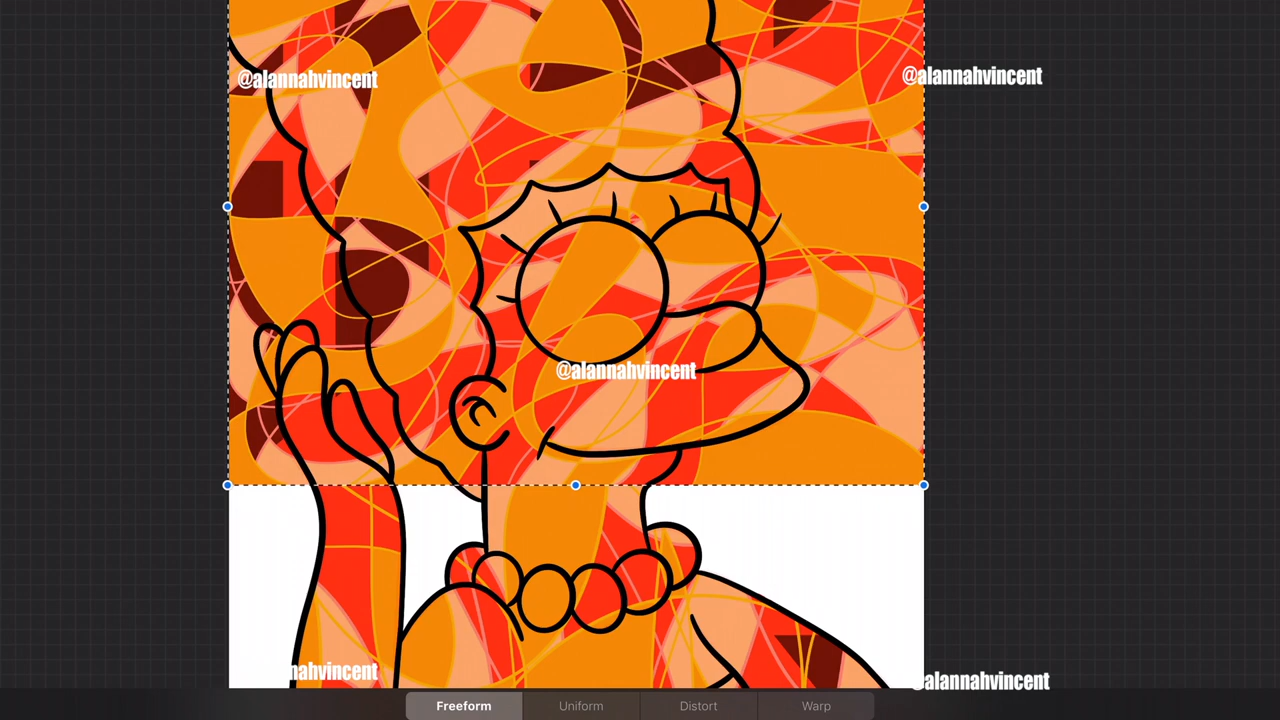 @alannahvincent
@alannahvincent
@alannahvincent
nahvincent
@alannahvincent
Freeform
Uniform
Distort
Warp